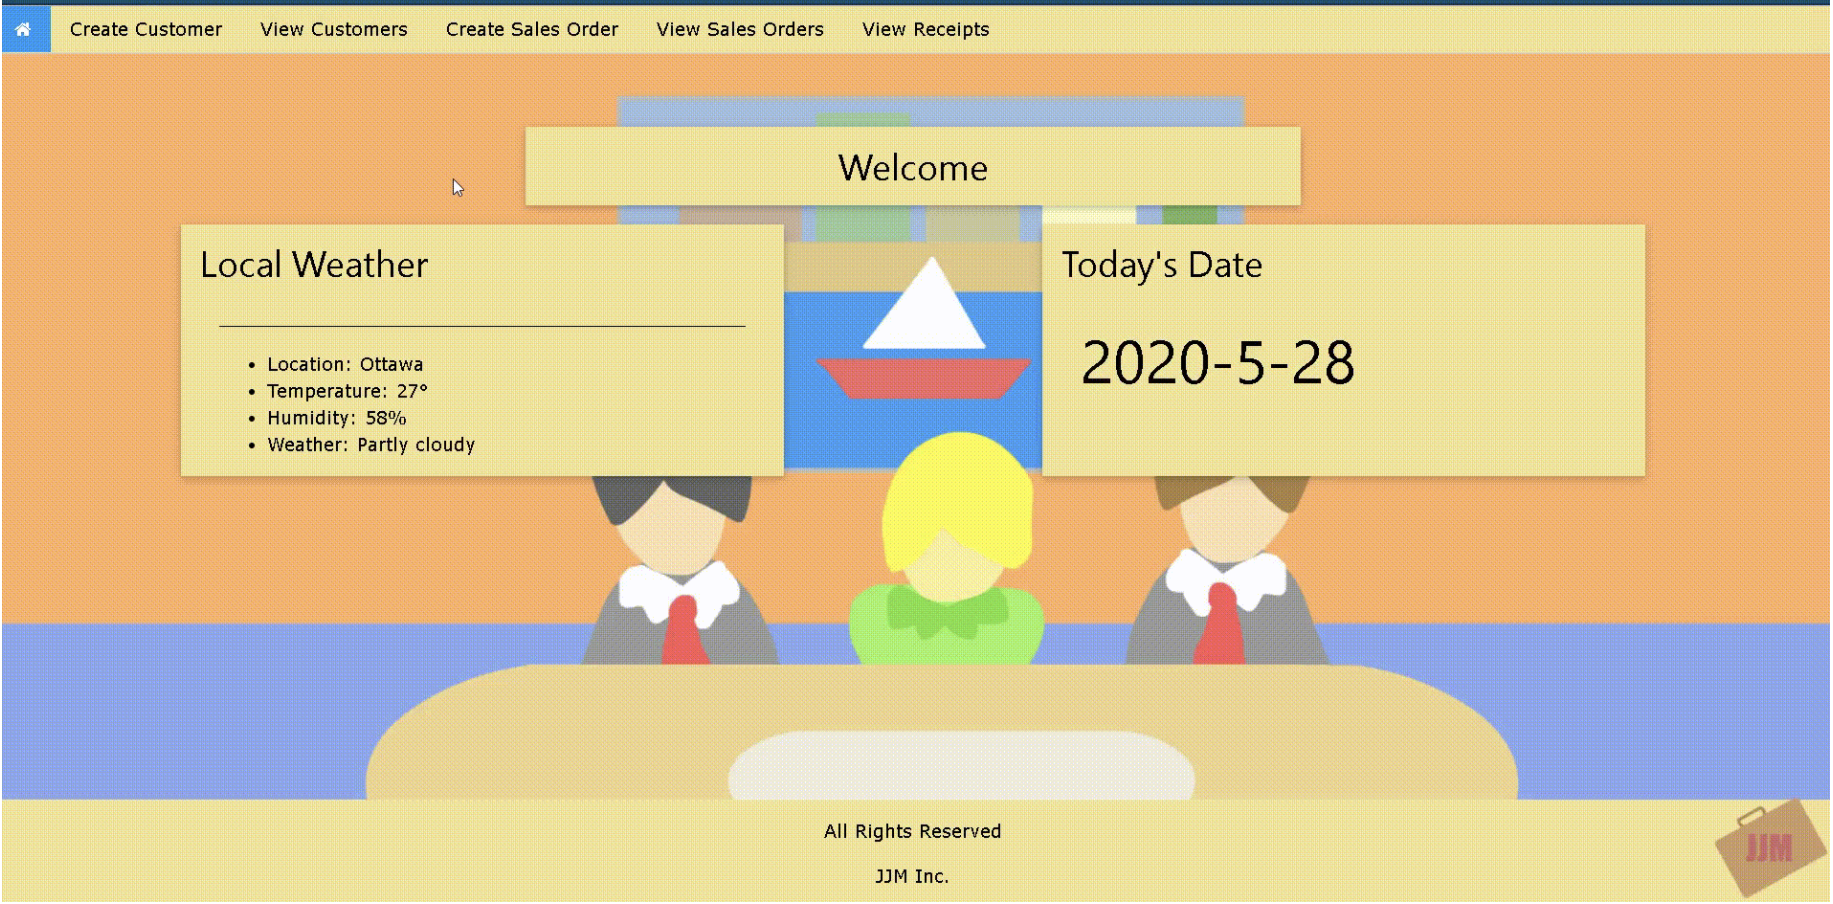 Create Customer View Customers Create Sales Order View Sales Orders View Receipts
Welcome
Local Weather
Location: Ottawa
Temperature: 27°
Humidity: 58%
Weather: Partly cloudy
Today's Date
2020-5-28
All Rights Reserved
JJM Inc.
JJM